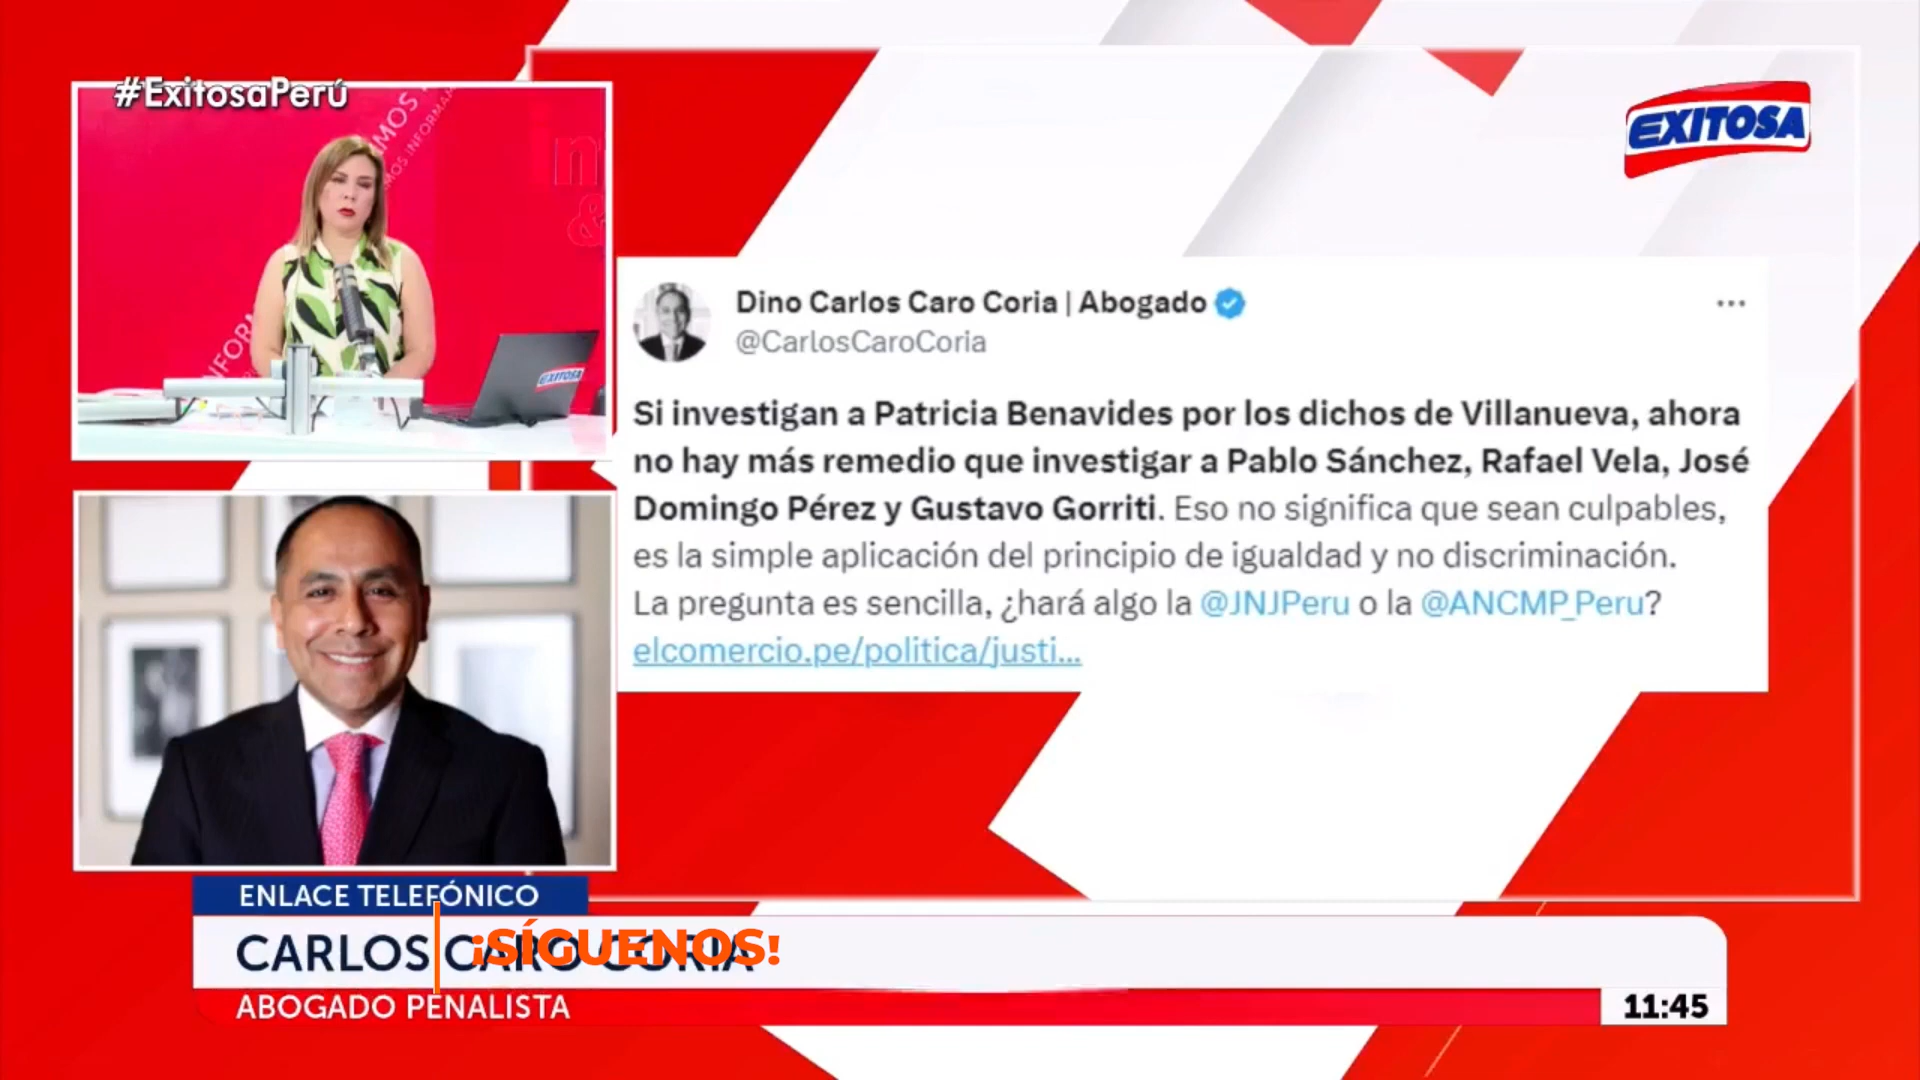 #ExitosaPerú
EXITOSA
EXITOSA
Dino Carlos Caro Coria | Abogado
@CarlosCaroCoria
Si investigan a Patricia Benavides por los dichos de Villanueva, ahora
no hay más remedio que investigar a Pablo Sánchez, Rafael Vela, José
Domingo Pérez y Gustavo Gorriti. Eso no significa que sean culpables,
es la simple aplicación del principio de igualdad y no discriminación.
La pregunta es sencilla, ¿hará algo la @JNJPeru o la @ANCMP_Peru?
elcomercio.pe/politica/justi...
ENLACE TELEFÓNICO
CARLOS CARO CORIA
¡SÍGUENOS!
ABOGADO PENALISTA
11:45